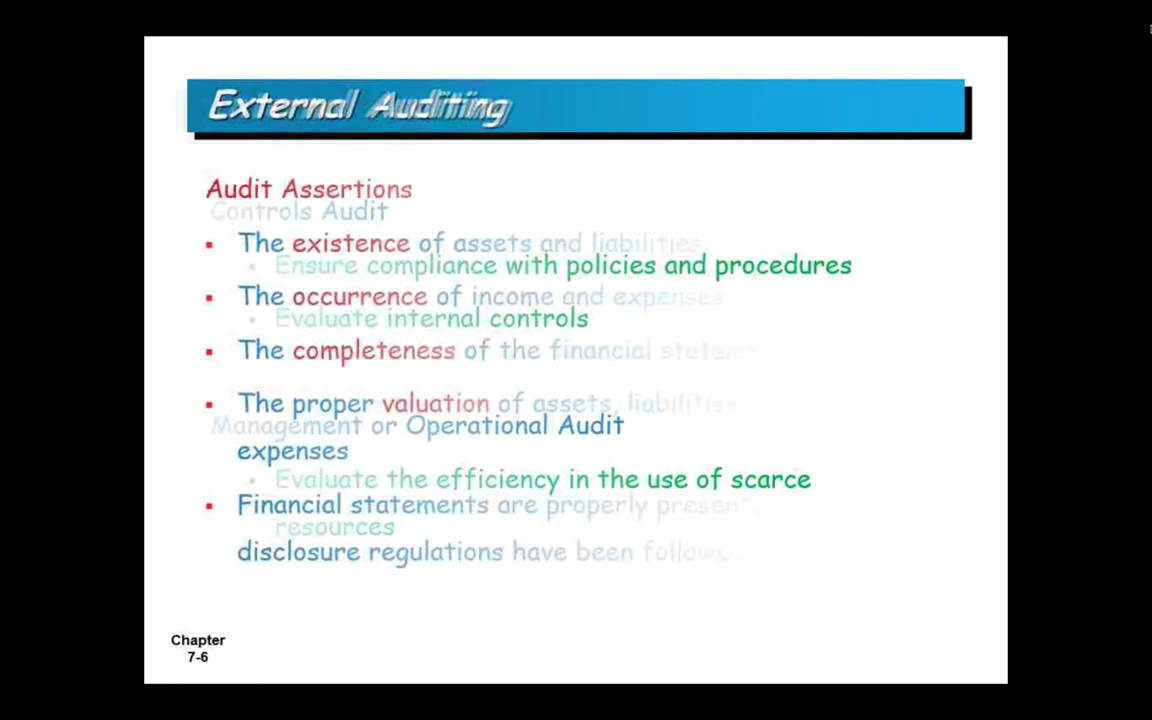 External Auditing
Audit Assertions
Controls Audit
The existence of assets and liabilities
Ensure compliance with policies and procedures
The occurrence of income and expenses
Evaluate internal controls
The completeness of the financial
The proper valuation of assets, liabilities
Management or Operational Audit
expenses
Evaluate the efficiency in the use of scarce
Financial statements are properly
resources
disclosure regulations have been
Chapter
7-6